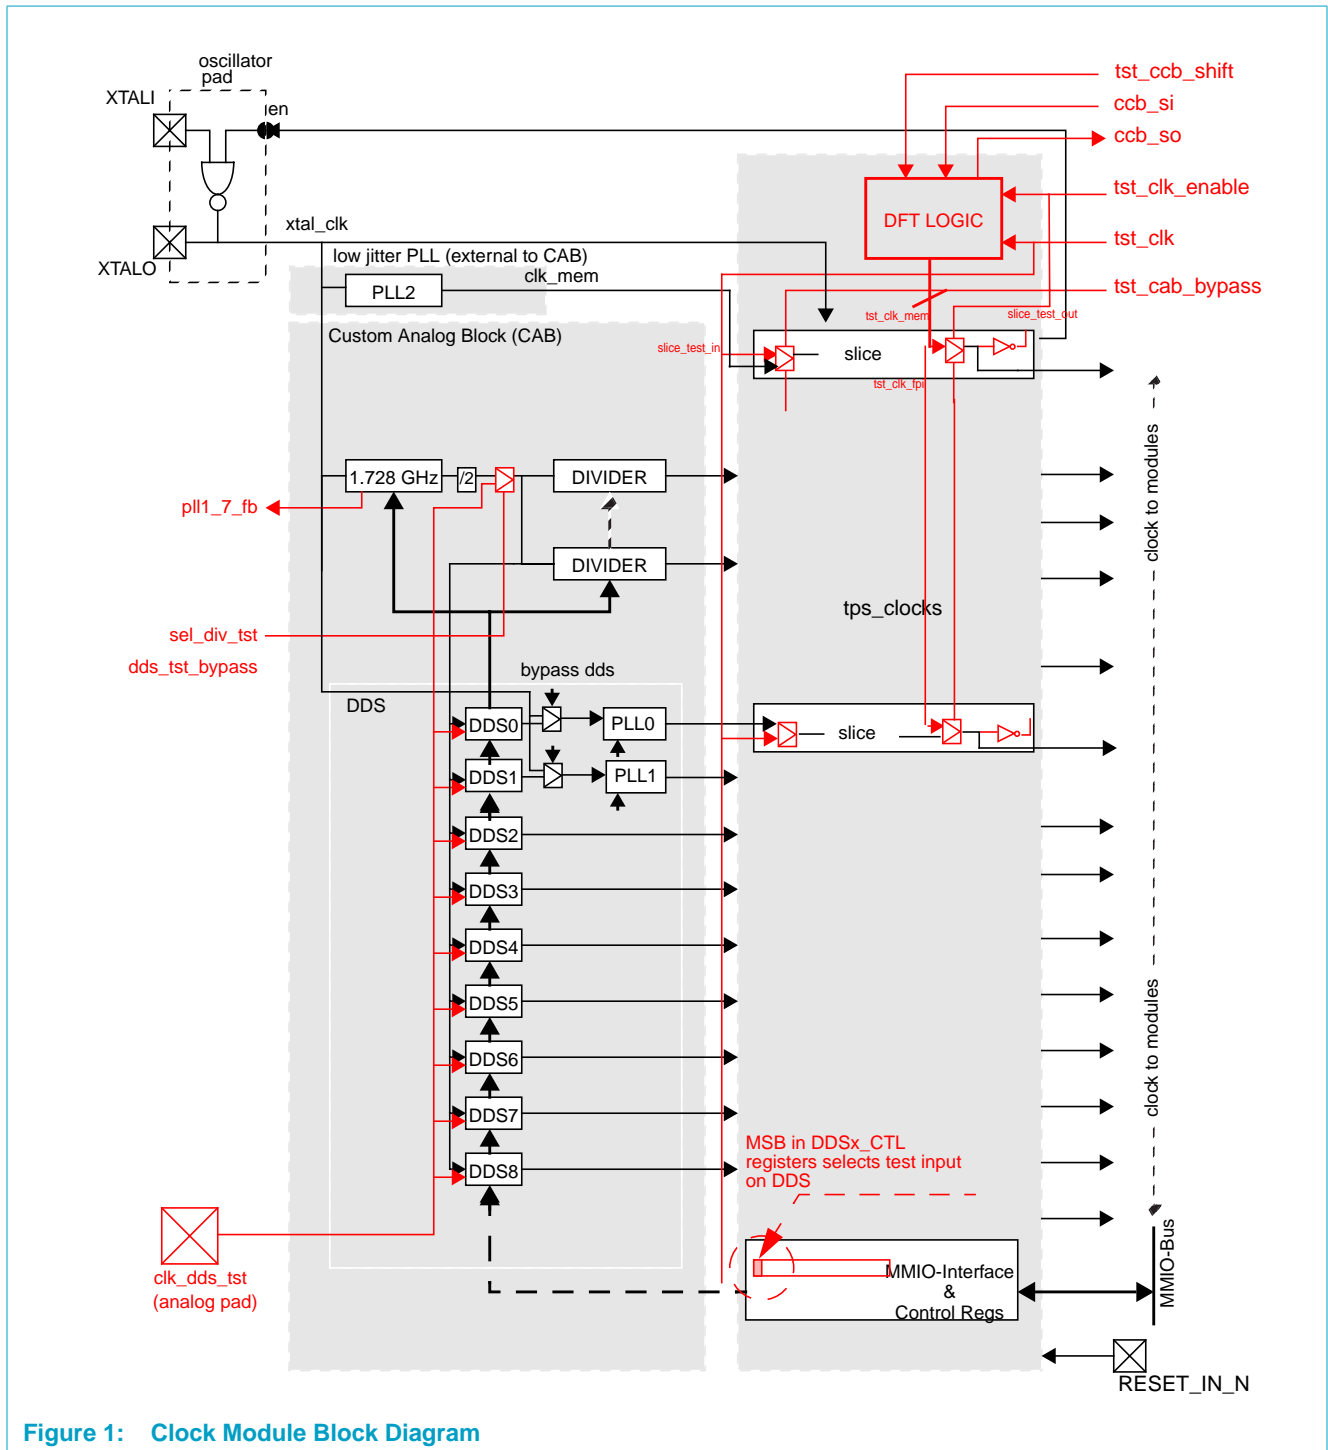 oscillator
pad
XTALI
en
XTALO
xtal_clk
low jitter PLL (external to CAB)
clk_mem
PLL2
Custom Analog Block (CAB)
tst_ccb_shift
ccb_si
ccb_so
tst_clk_enable
tst_clk
tst_cab_bypass
DFT LOGIC
tst_clk_mem
slice_test_out
slice_test_in
slice
tst_clk_fpi
1.728 GHz
/2
DIVIDER
pll1_7_fb
DIVIDER
clock to modules
tps_clocks
sel_div_tst
dds_tst_bypass
bypass dds
DDS
DDS0
PLL0
slice
DDS1
PLL1
DDS2
DDS3
DDS4
DDS5
DDS6
DDS7
DDS8
clock to modules
MSB in DDSx_CTL
registers selects test input
on DDS
clk_dds_tst
(analog pad)
MMIO-Interface
&
Control Regs
MMIO-Bus
RESET_IN_N
Figure 1: Clock Module Block Diagram